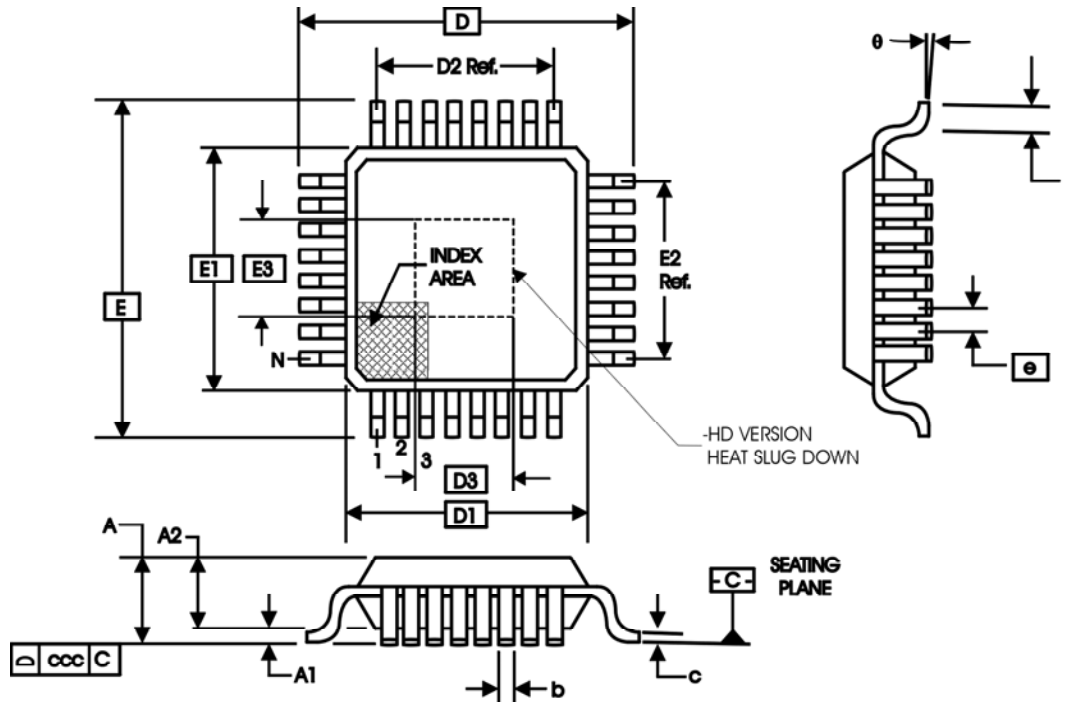 D
D2 Ref.
θ
E
E1
E3
INDEX
AREA
E2
Ref.
N
1
2
3
-HD VERSION
HEAT SLUG DOWN
e
D3
D1
A
A2
A1
ccc C
b
c
-C-
SEATING
PLANE